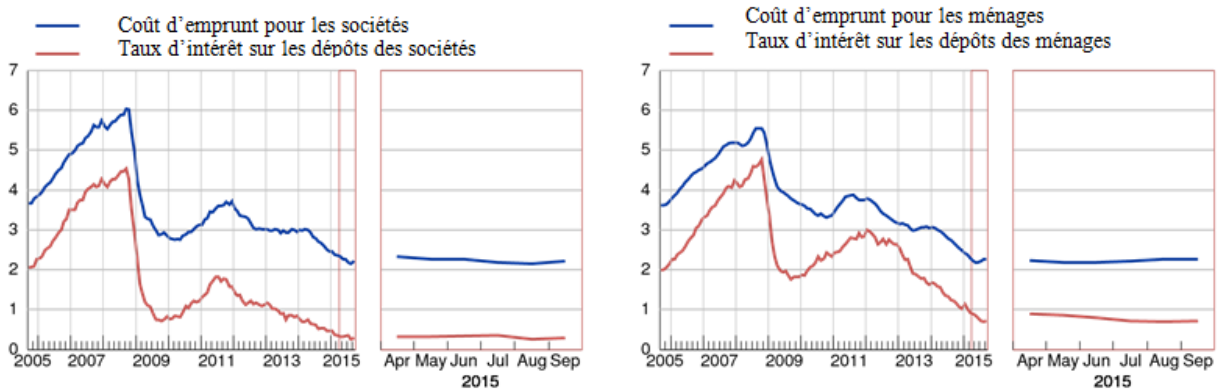 Coût d’emprunt pour les sociétés
Taux d’intérêt sur les dépôts des sociétés
7
6
5
4
3
2
1
0
2005 2007 2009 2011 2013 2015
Apr May Jun Jul Aug Sep
2015
Coût d’emprunt pour les ménages
Taux d’intérêt sur les dépôts des ménages
7
6
5
4
3
2
1
0
2005 2007 2009 2011 2013 2015
Apr May Jun Jul Aug Sep
2015